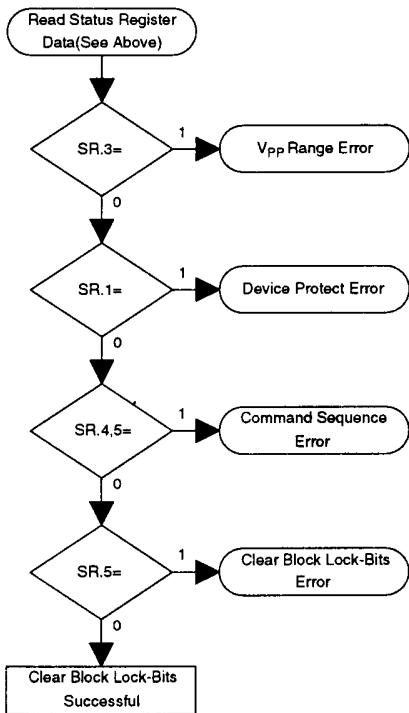 Read Status Register
Data(See Above)
SR.3=
1
VPP Range Error
0
SR.1=
1
Device Protect Error
0
SR.4,5=
1
Command Sequence
Error
0
SR.5=
1
Clear Block Lock-Bits
Error
0
Clear Block Lock-Bits
Successful